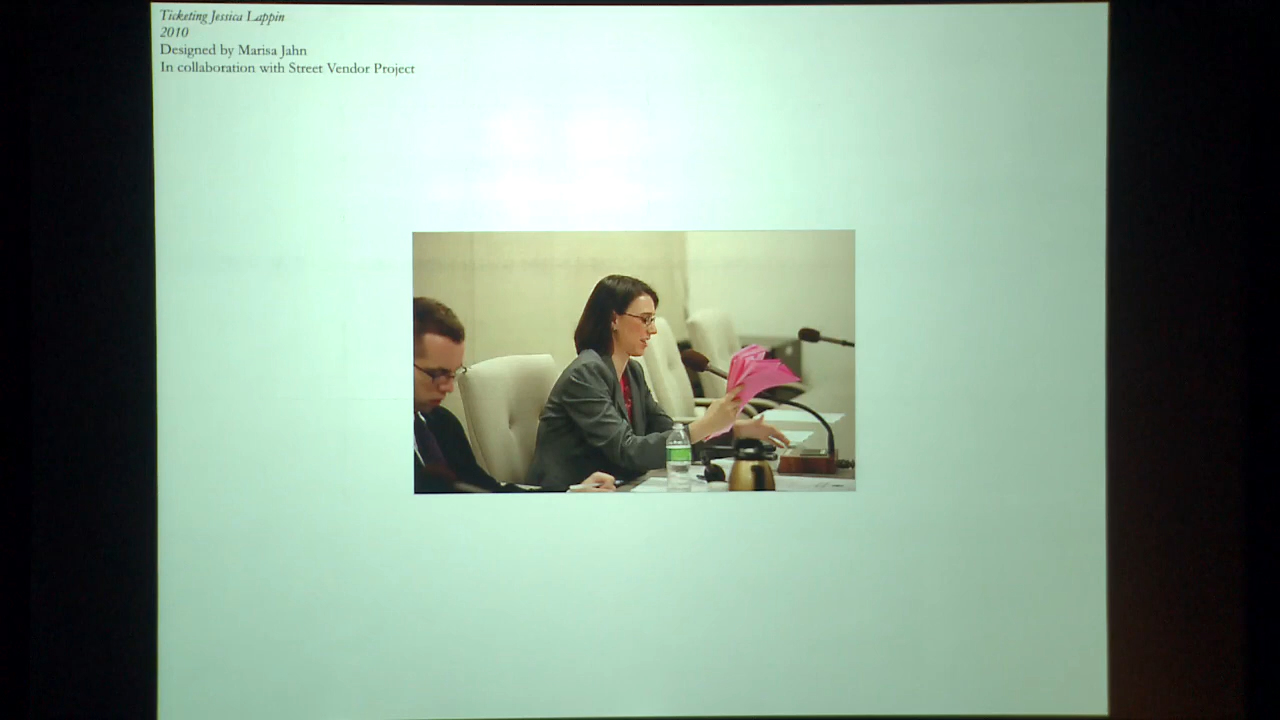 Ticketing Jessica Lappin
2010
Designed by Marisa Jahn
In collaboration with Street Vendor Project